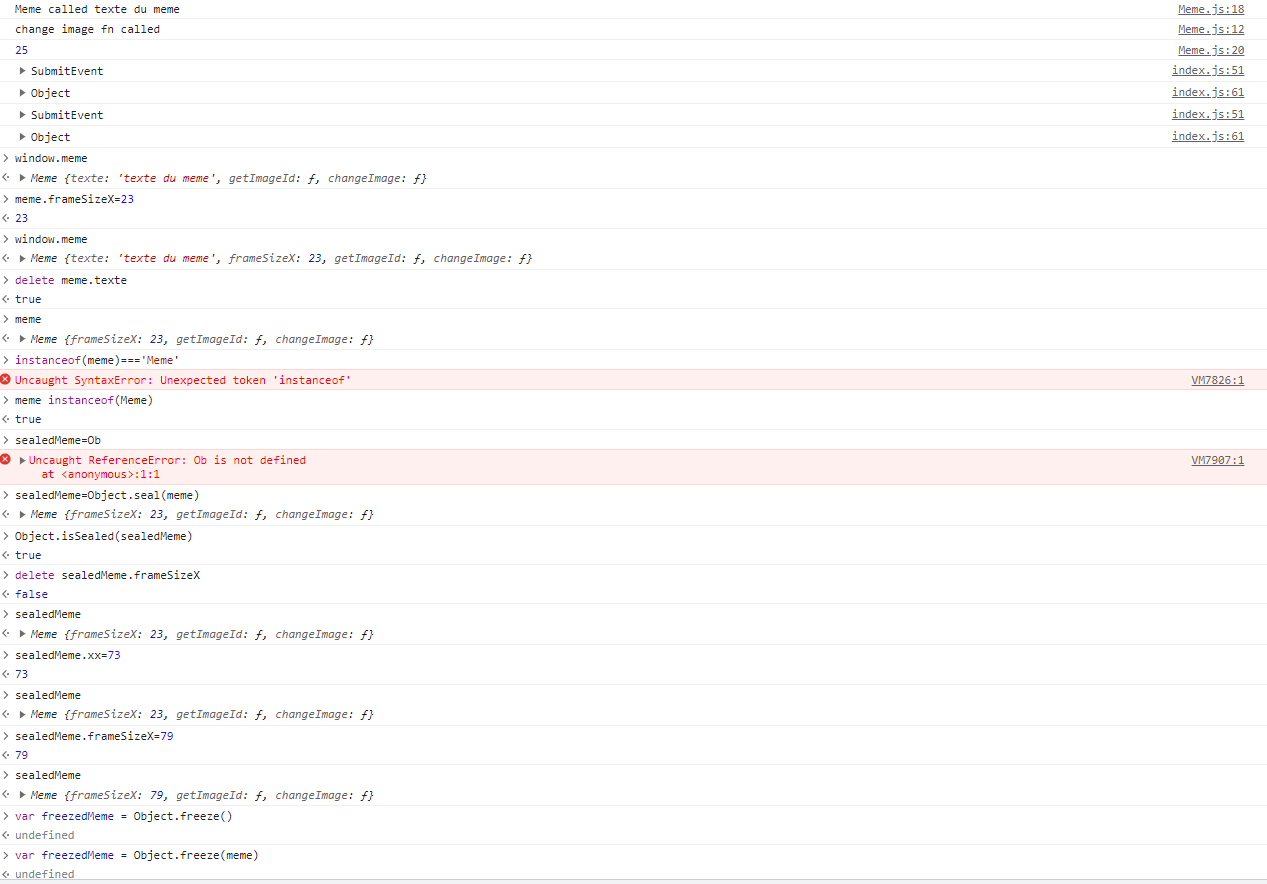 Meme called texte du meme Meme.js:18
change image fn called Meme.js:12
25 Meme.js:20
▶ SubmitEvent index.js:51
▶ Object index.js:61
▶ SubmitEvent index.js:51
▶ Object index.js:61
> window.meme
<· ▶ Meme {texte: 'texte du meme', getImageId: ƒ, changeImage: ƒ}
> meme.frameSizeX=23
<· 23
> window.meme
<· ▶ Meme {texte: 'texte du meme', frameSizeX: 23, getImageId: ƒ, changeImage: ƒ}
> delete meme.texte
<· true
> meme
<· ▶ Meme {frameSizeX: 23, getImageId: ƒ, changeImage: ƒ}
> instanceof(meme)==='Meme'
Uncaught SyntaxError: Unexpected token 'instanceof' VM7826:1
> meme instanceof(Meme)
<· true
> sealedMeme=Ob
▶Uncaught ReferenceError: Ob is not defined VM7907:1
at <anonymous>:1:1
> sealedMeme=Object.seal(meme)
<· ▶ Meme {frameSizeX: 23, getImageId: ƒ, changeImage: ƒ}
> Object.isSealed(sealedMeme)
<· true
> delete sealedMeme.frameSizeX
<· false
> sealedMeme
<· ▶ Meme {frameSizeX: 23, getImageId: ƒ, changeImage: ƒ}
> sealedMeme.xx=73
<· 73
> sealedMeme
<· ▶ Meme {frameSizeX: 23, getImageId: ƒ, changeImage: ƒ}
> sealedMeme.frameSizeX=79
<· 79
> sealedMeme
<· ▶ Meme {frameSizeX: 79, getImageId: ƒ, changeImage: ƒ}
> var freezedMeme = Object.freeze()
<· undefined
> var freezedMeme = Object.freeze(meme)
<· undefined